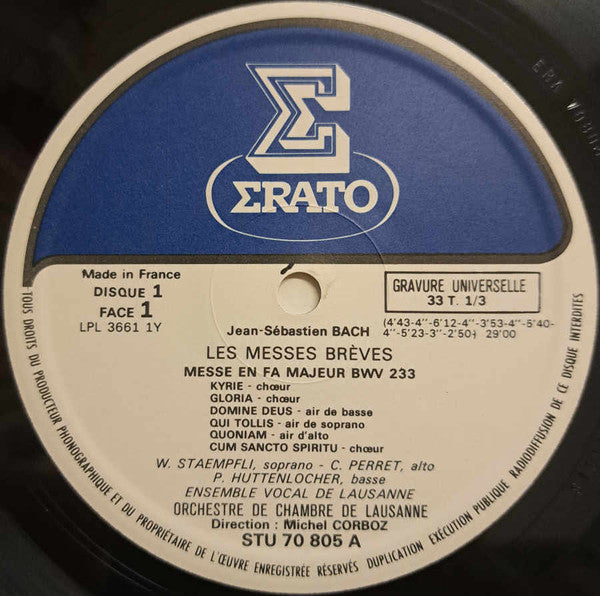 ERATO
Made in France
DISQUE 1
FACE 1
LPL 3661 1Y
GRAVURE UNIVERSELLE
33 T. 1/3
(4'43-4"-6'12-4"-3'53-4"-5'40-
4"-5'23-3"-2'50) 29'00
Jean-Sébastien BACH
LES MESSES BRÈVES
MESSE EN FA MAJEUR BWV 233
KYRIE - chœur
GLORIA - chœur
DOMINE DEUS - air de basse
QUI TOLLIS - air de soprano
QUONIAM - air d'alto
CUM SANCTO SPIRITU - chœur
W. STAEMPFLI, soprano - C. PERRET, alto
P. HUTTENLOCHER, basse
ENSEMBLE VOCAL DE LAUSANNE
ORCHESTRE DE CHAMBRE DE LAUSANNE
Direction : Michel CORBOZ
STU 70 805 A
TOUS DROITS DU PRODUCTEUR PHONOGRAPHIQUE ET DU PROPRIÉTAIRE DE L'ŒUVRE ENREGISTRÉE RÉSERVÉS DUPLICATION EXÉCUTION PUBLIQUE RADIODIFFUSION DE CE DISQUE INTERDITES